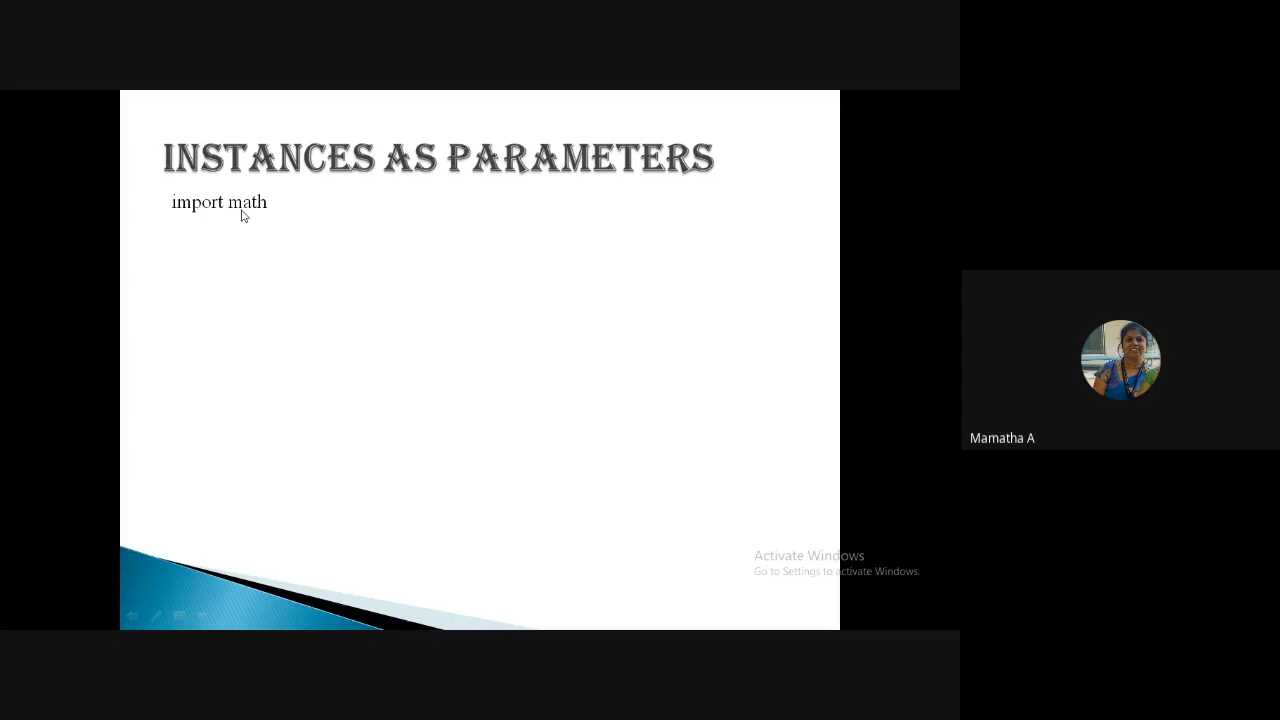 INSTANCES AS PARAMETERS
import math
Activate Windows
Go to Settings to activate Windows.
Mamatha A